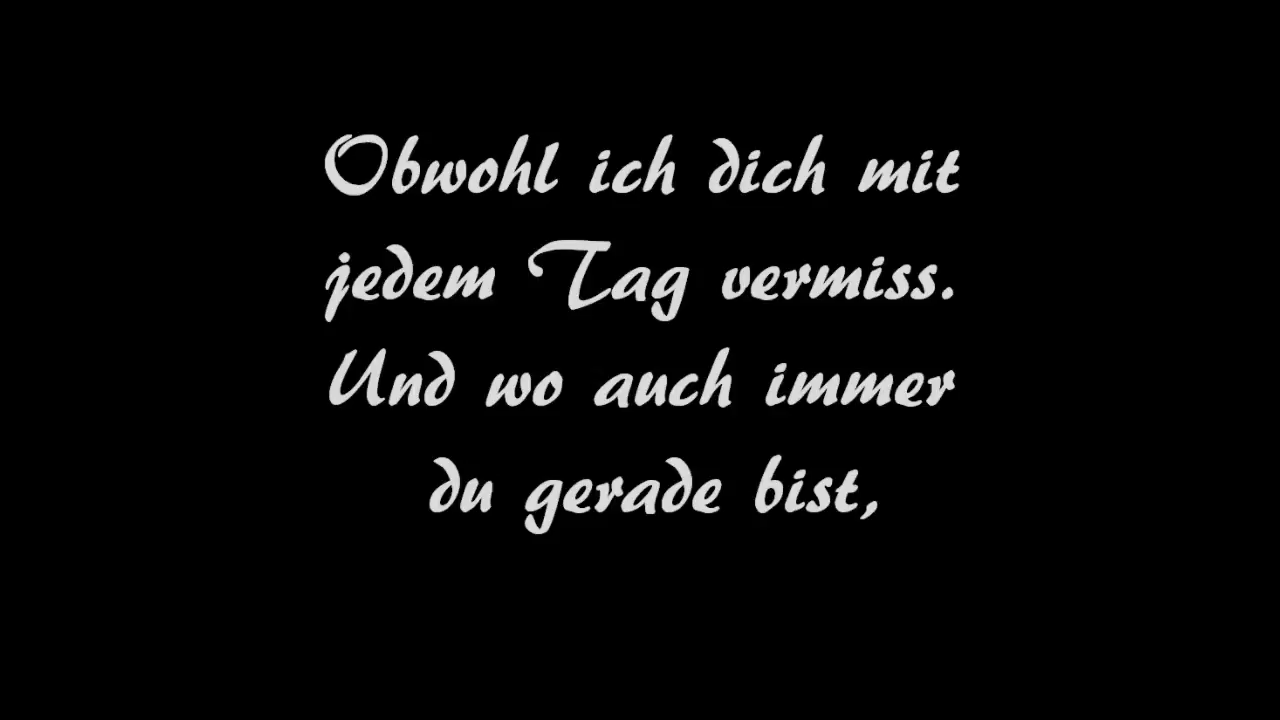 Obwohl ich dich mit
jedem Tag vermiss.
Und wo auch immer
du gerade bist,